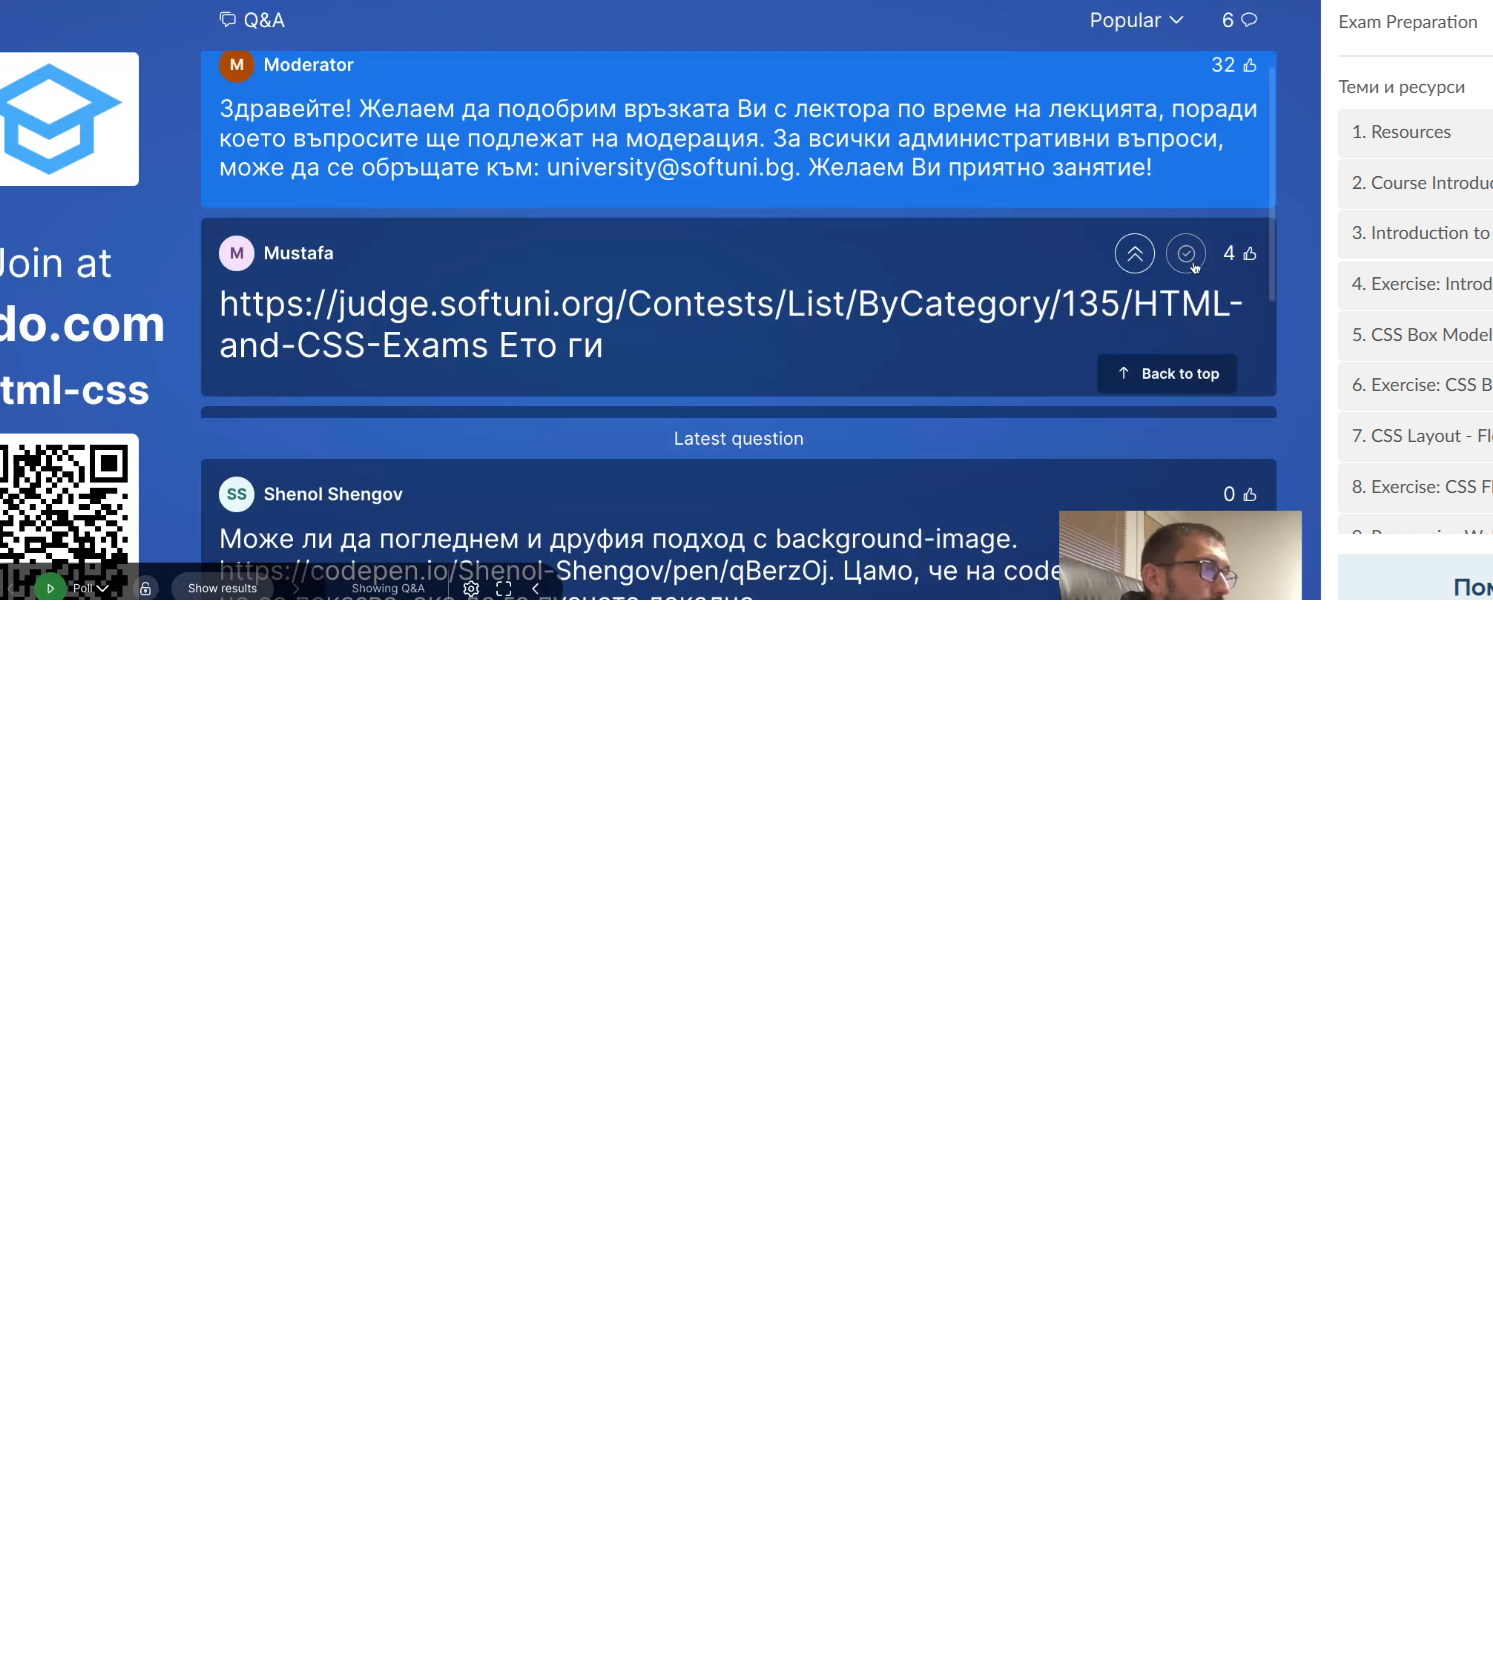 Q&A
Popular
6
Exam Preparation
M Moderator
32
Здравейте! Желаем да подобрим връзката Ви с лектора по време на лекцията, поради
което въпросите ще подлежат на модерация. За всички административни въпроси,
може да се обръщате към: university@softuni.bg. Желаем Ви приятно занятие!
Join at
do.com
tml-css
M Mustafa
4
https://judge.softuni.org/Contests/List/ByCategory/135/HTML-
and-CSS-Exams Ето ги
Back to top
Latest question
SS Shenol Shengov
0
Може ли да погледнем и друфия подход с background-image.
https://codepen.io/Shenol-Shengov/pen/qBerzOj. Цамо, че на code
Poll
Show results
Showing Q&A
Теми и ресурси
1. Resources
2. Course Introduc
3. Introduction to
4. Exercise: Introd
5. CSS Box Model
6. Exercise: CSS B
7. CSS Layout - Fl
8. Exercise: CSS Fl
Пом